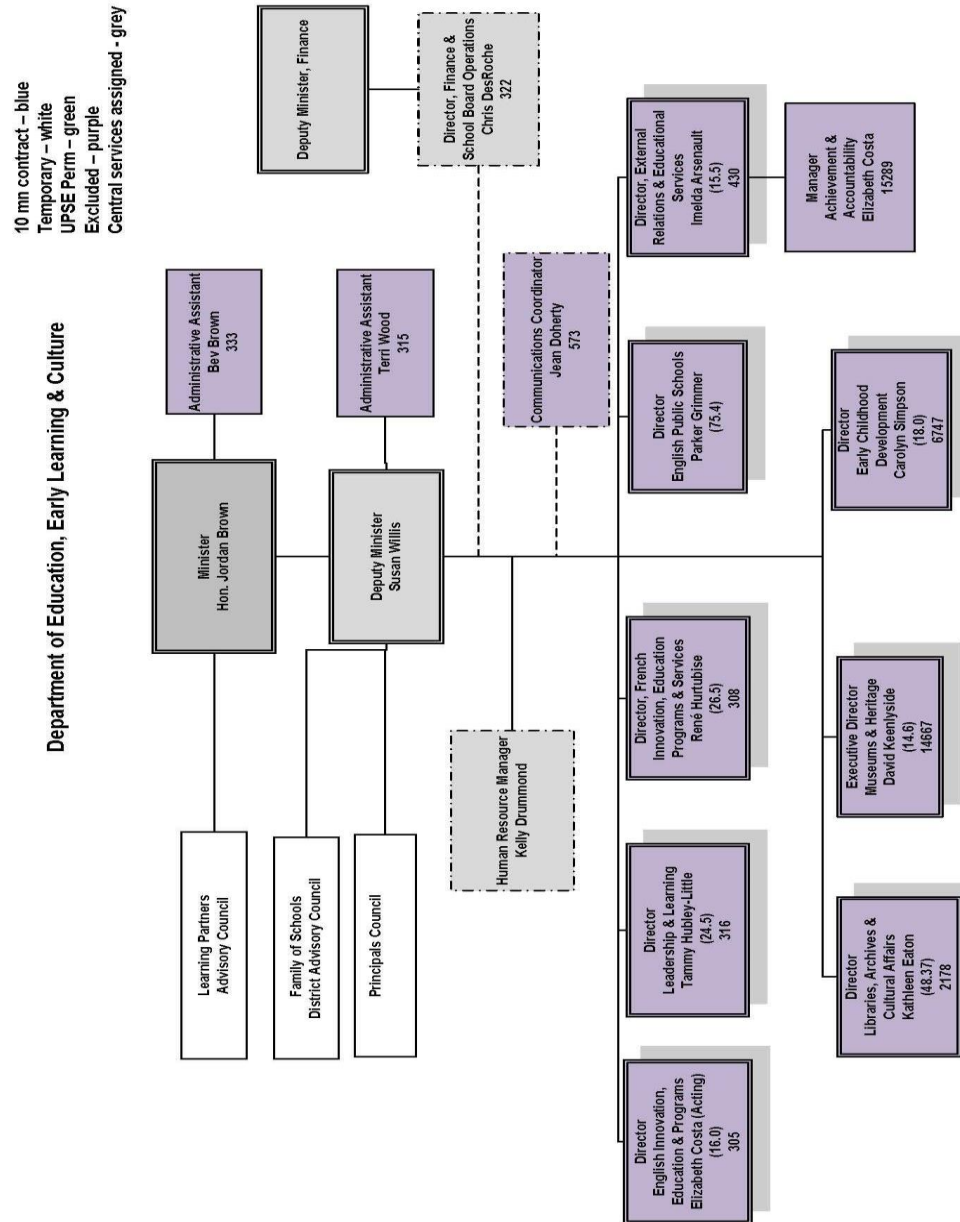 Department of Education, Early Learning & Culture
10 mn contract – blue
Temporary – white
UPSE Perm – green
Excluded – purple
Central services assigned - grey
Learning Partners
Advisory Council
Minister
Hon. Jordan Brown
Administrative Assistant
Bev Brown
333
Deputy Minister, Finance
Family of Schools
District Advisory Council
Principals Council
Deputy Minister
Susan Willis
Administrative Assistant
Terri Wood
315
Director, Finance &
School Board Operations
Chris DesRoche
322
Human Resource Manager
Kelly Drummond
Communications Coordinator
Jean Doherty
573
Director
English Innovation,
Education & Programs
Elizabeth Costa (Acting)
(16.0)
305
Director
Leadership & Learning
Tammy Hubley-Little
(24.5)
316
Director, French
Innovation, Education
Programs & Services
René Hurtubise
(26.5)
308
Director
English Public Schools
Parker Grimmer
(75.4)
Director, External
Relations & Educational
Services
Imelda Arsenault
(15.5)
430
Director
Libraries, Archives &
Cultural Affairs
Kathleen Eaton
(48.37)
2178
Executive Director
Museums & Heritage
David Keenlyside
(14.6)
14667
Director
Early Childhood
Development
Carolyn Simpson
(18.0)
6747
Manager
Achievement &
Accountability
Elizabeth Costa
15289